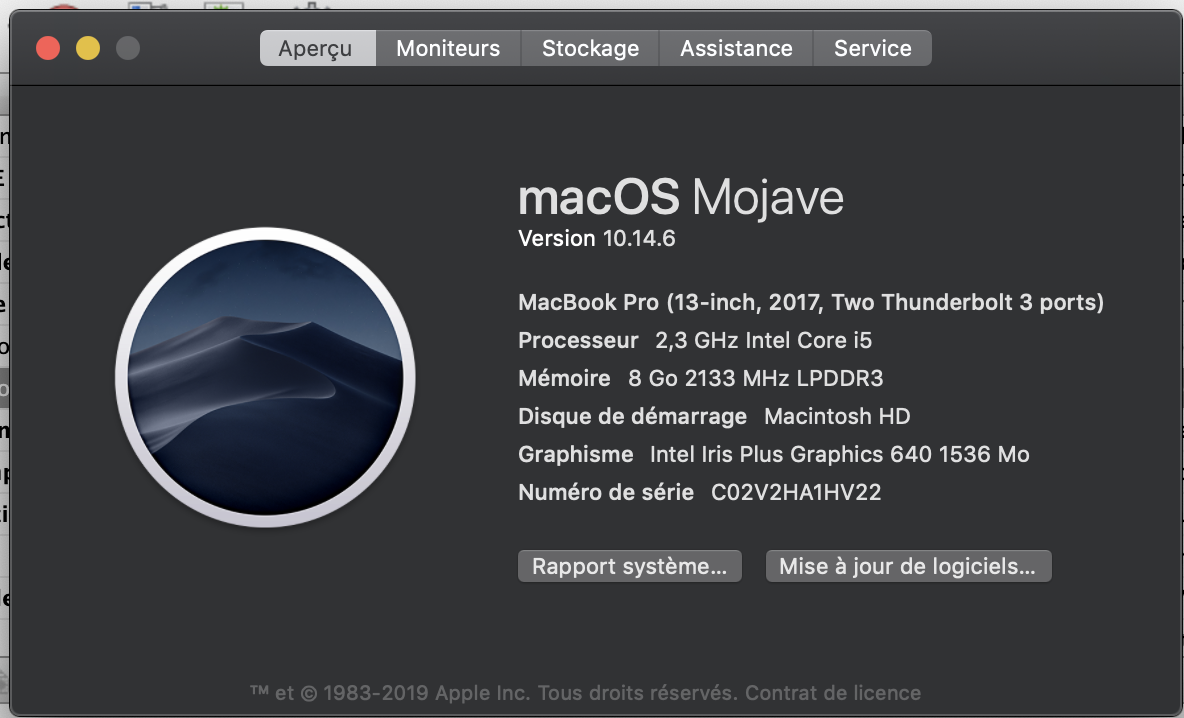 Aperçu Moniteurs Stockage Assistance Service
macOS Mojave
Version 10.14.6
MacBook Pro (13-inch, 2017, Two Thunderbolt 3 ports)
Processeur 2,3 GHz Intel Core i5
Mémoire 8 Go 2133 MHz LPDDR3
Disque de démarrage Macintosh HD
Graphisme Intel Iris Plus Graphics 640 1536 Mo
Numéro de série C02V2HA1HV22
Rapport système... Mise à jour de logiciels...
™ et © 1983-2019 Apple Inc. Tous droits réservés. Contrat de licence